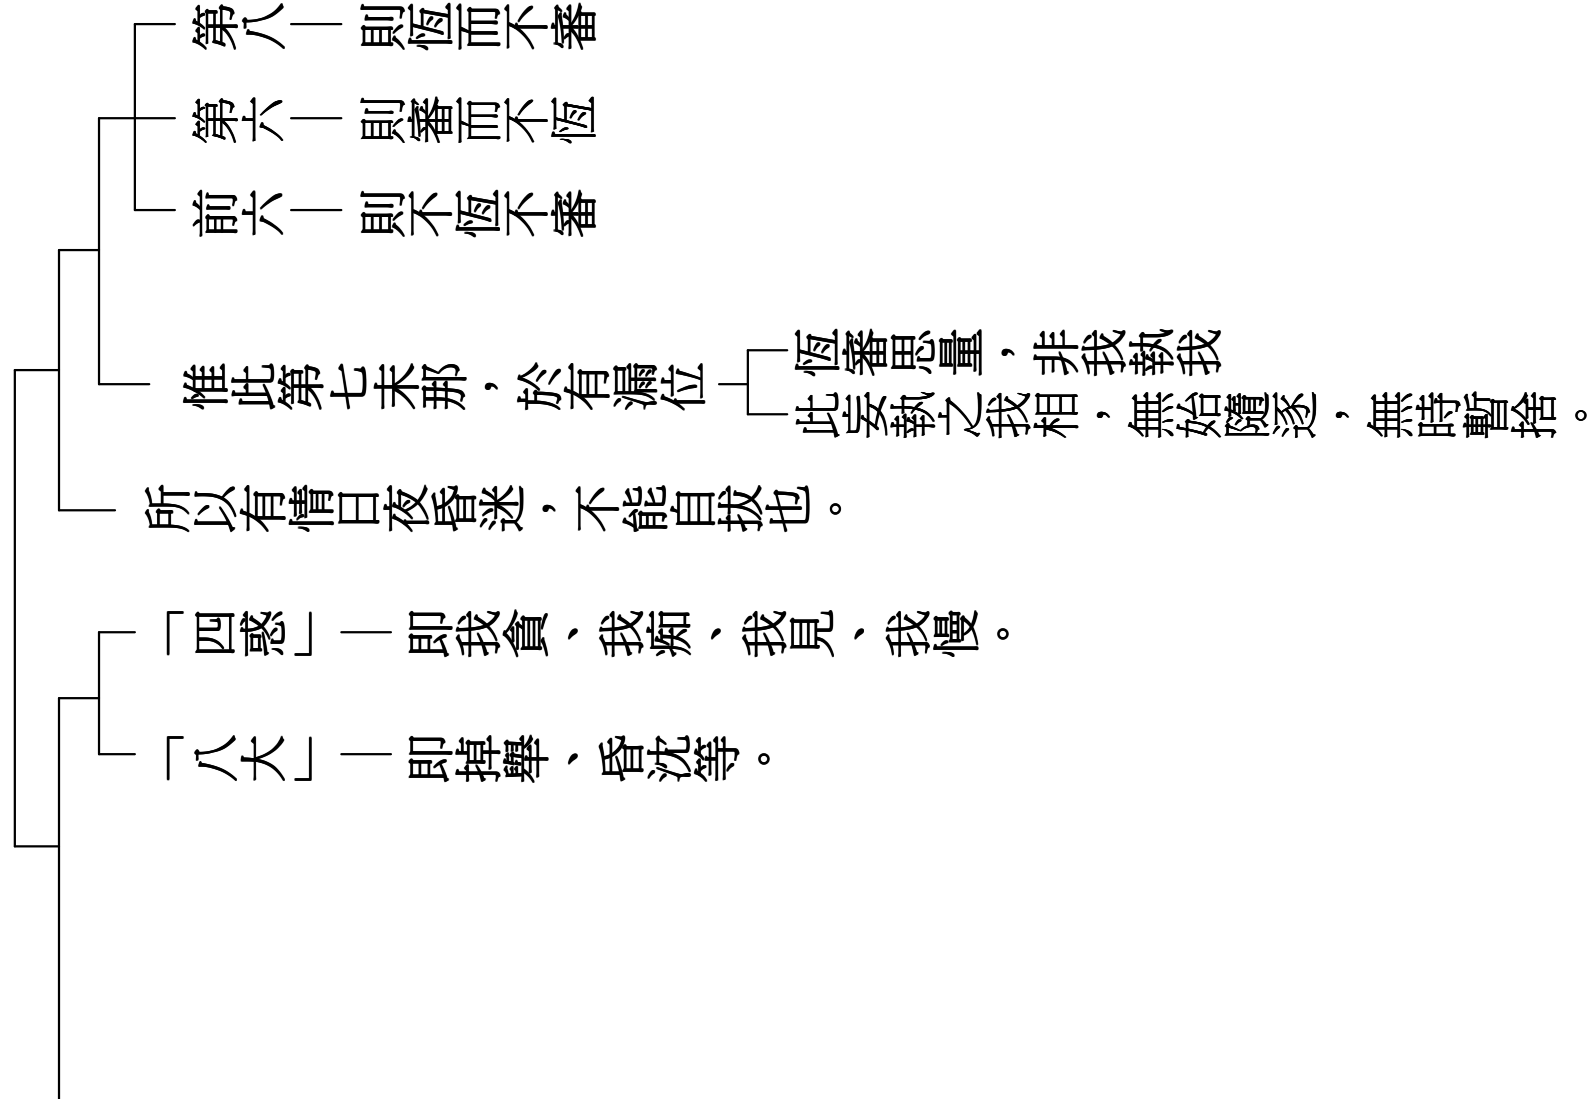 第八 則恆而不審
第六 則審而不恆
前六 則不恆不審
惟此第七末那，於有漏位
恆審思量，非我執我
此妄執之我相，無始隨逐，無時暫捨。
所以有情日夜昏迷，不能自拔也。
「四惑」 即我貪、我痴、我見、我慢。
「八大」 即掉舉、昏沈等。